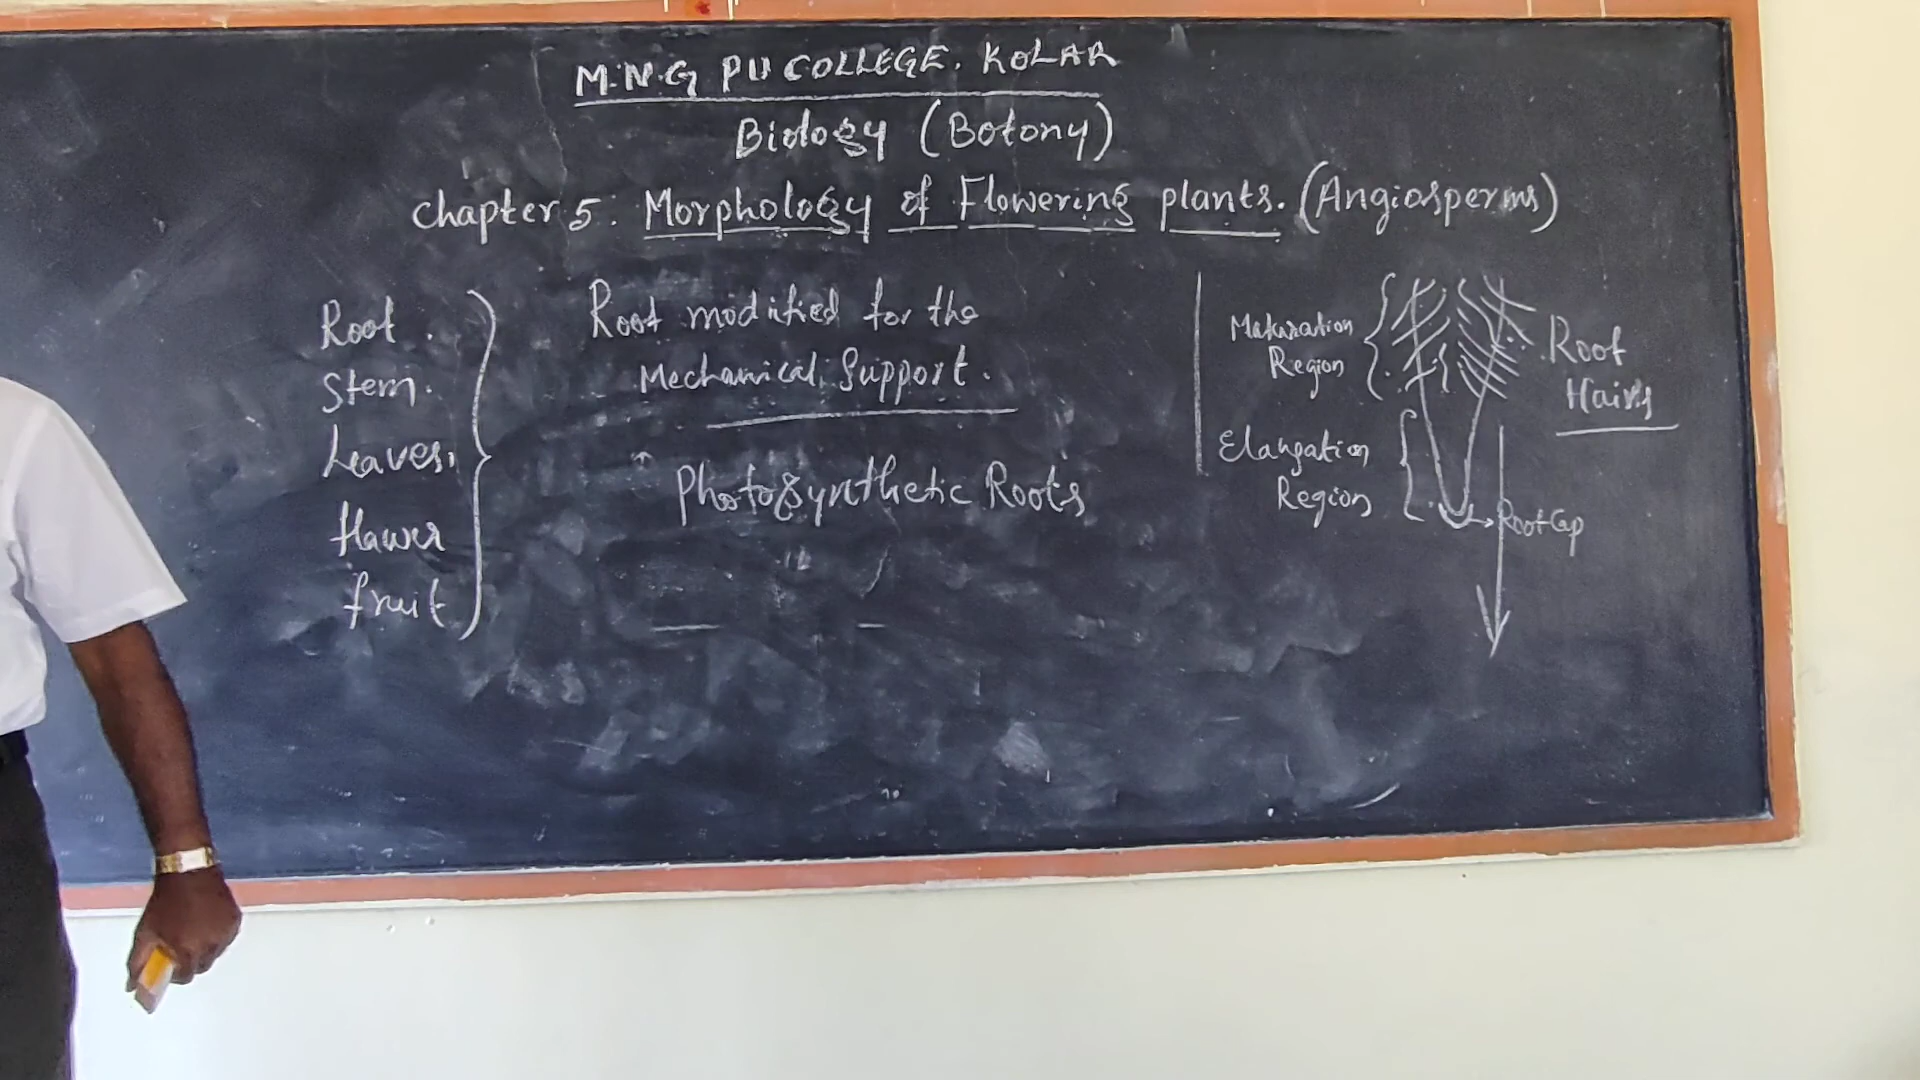 M.N.G PU COLLEGE. KOLAR
Biology (Botony)
chapter 5: Morphology of Flowering plants. (Angiosperms)
Root.
Stem.
Leaves.
flower
fruit
Root modified for the
Mechanical Support.
Photosynthetic Roots
Maturation
Region
Elangation
Region
Root
Hairs
Root Cap